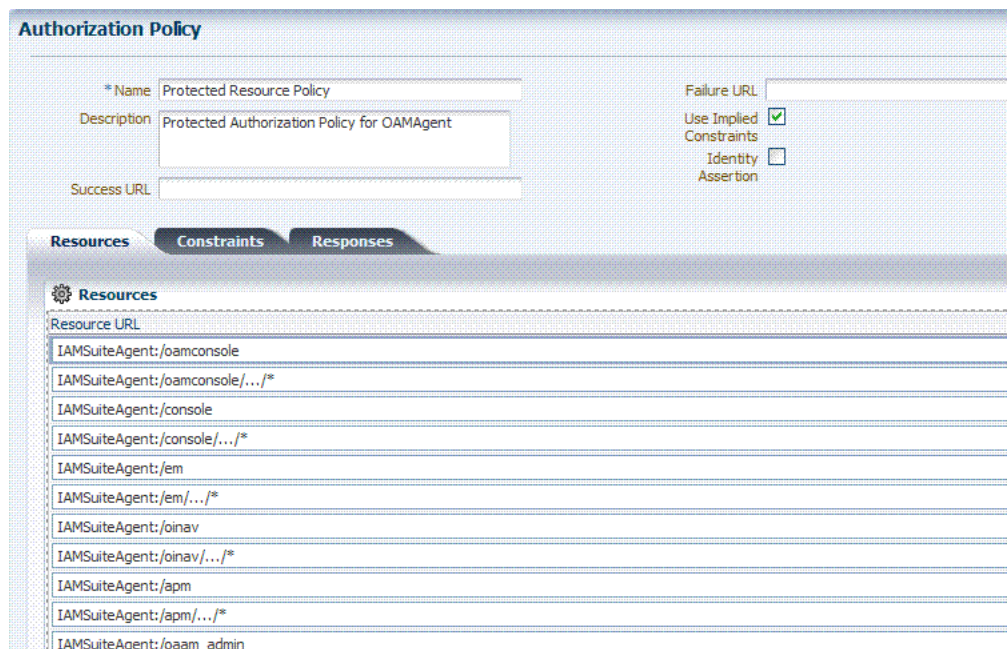 Authorization Policy
* Name Protected Resource Policy
Description Protected Authorization Policy for OAMAgent
Success URL
Failure URL
Use Implied
Constraints
Identity
Assertion
Resources Constraints Responses
Resources
Resource URL
IAMSuiteAgent:/oamconsole
IAMSuiteAgent:/oamconsole/.../*
IAMSuiteAgent:/console
IAMSuiteAgent:/console/.../*
IAMSuiteAgent:/em
IAMSuiteAgent:/em/.../*
IAMSuiteAgent:/oinav
IAMSuiteAgent:/oinav/.../*
IAMSuiteAgent:/apm
IAMSuiteAgent:/apm/.../*
IAMSuiteAgent:/oaam_admin